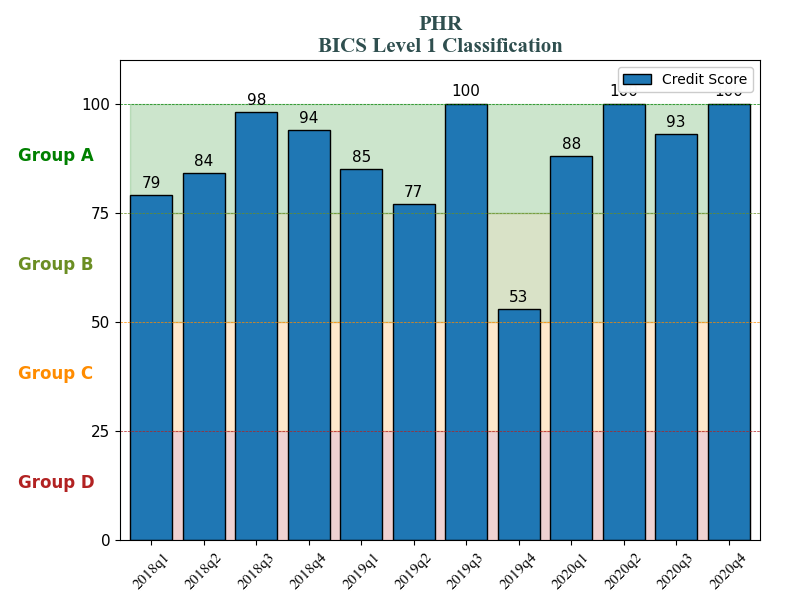 PHR
BICS Level 1 Classification
Credit Score
100
75
50
25
0
Group A
Group B
Group C
Group D
79
84
98
94
85
77
100
53
88
100
93
100
2018q1
2018q2
2018q3
2018q4
2019q1
2019q2
2019q3
2019q4
2020q1
2020q2
2020q3
2020q4